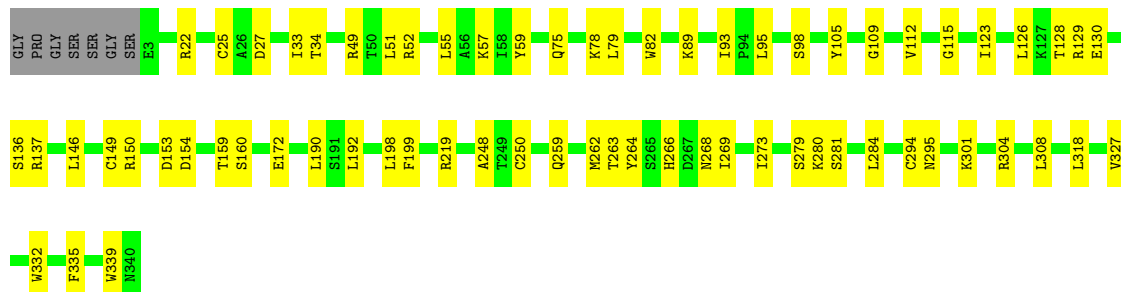 GLY PRO GLY SER SER GLY SER E3 R22 C25 A26 D27 I33 T34 R49 T50 L51 R52 L55 A56 K57 I58 Y59 Q75 K78 L79 W82 K89 I93 P94 L95 S98 Y105 G109 V112 G115 I123 L126 K127 T128 R129 E130
S136 R137 L146 C149 R150 D153 D154 T159 S160 E172 L190 S191 L192 L198 F199 R219 A248 T249 C250 Q259 M262 T263 Y264 S265 H266 D267 N268 I269 I273 S279 K280 S281 L284 C294 N295 K301 R304 L308 L318 V327
W332 F335 W339 N340